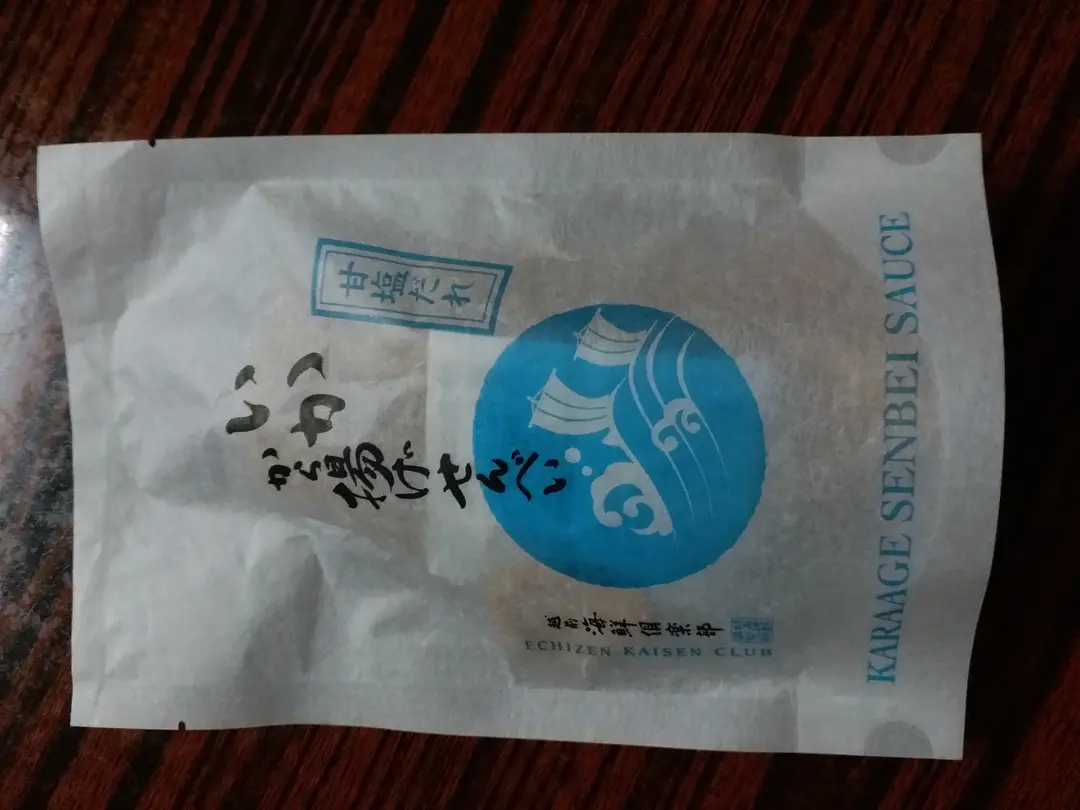 甘塩だれ
いか
から揚げせんべい
越前海鮮倶楽部
ECHIZEN KAISEN CLUB
KARAAGE SENBEI SAUCE